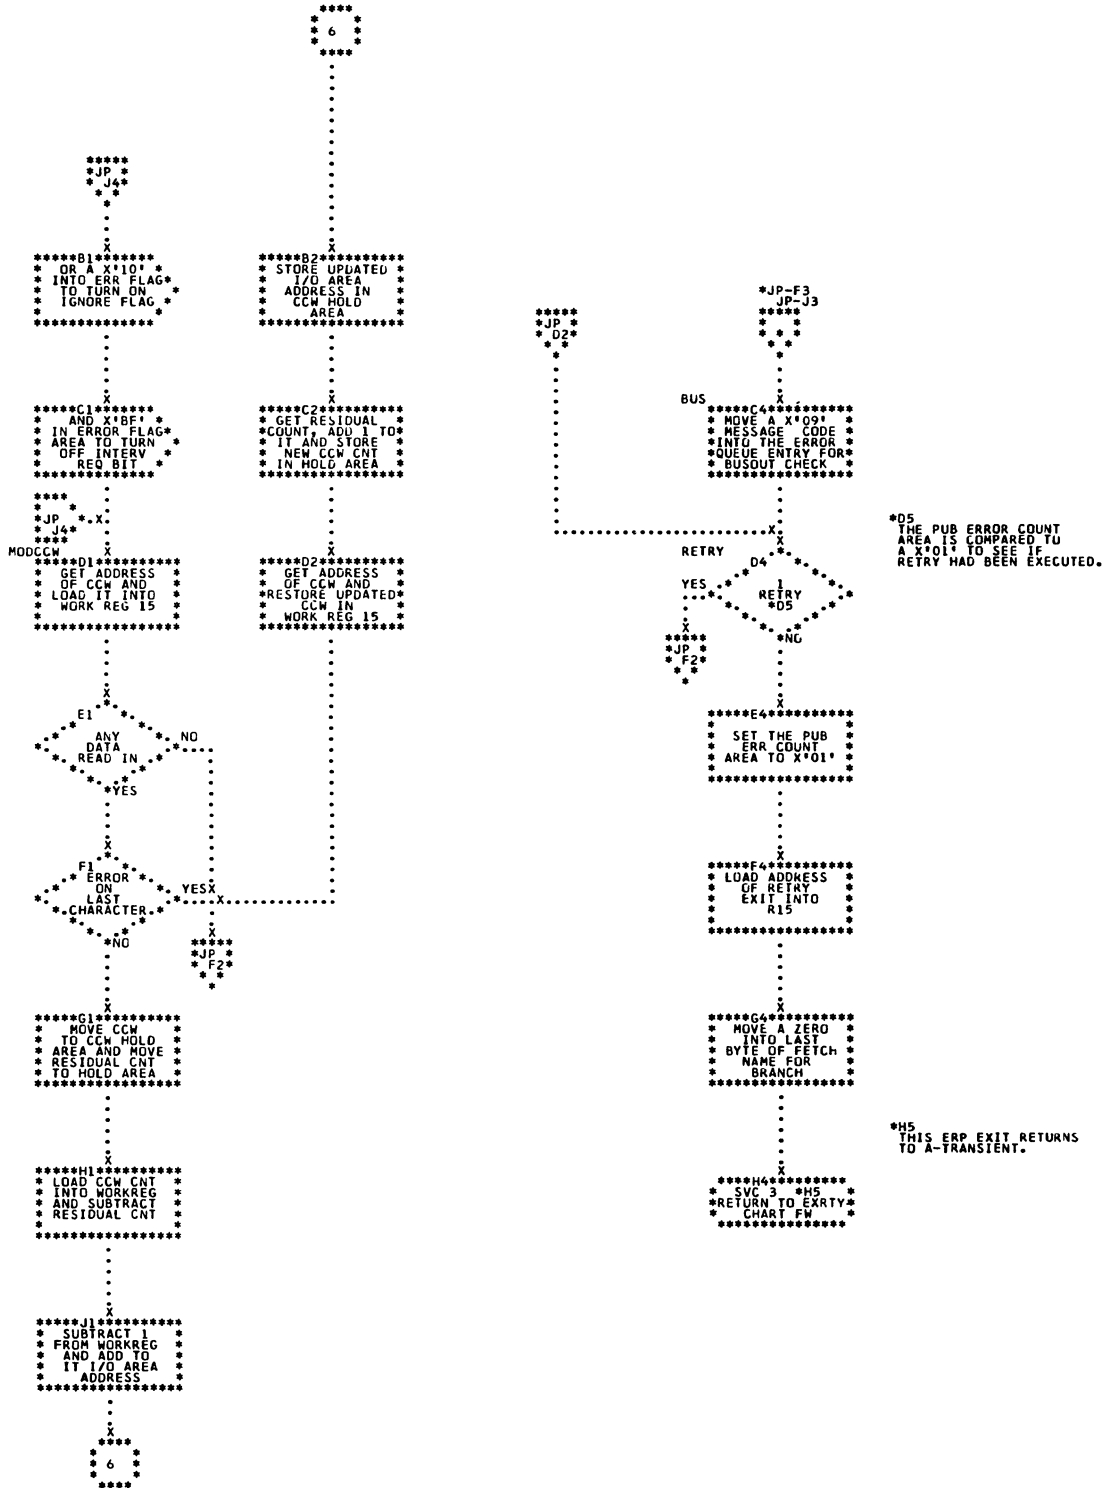 6
JP
J4
B1
OR A X'10'
INTO ERR FLAG
TO TURN ON
IGNORE FLAG
C1
AND X'BF'
IN ERROR FLAG
AREA TO TURN
OFF INTERV
REQ BIT
JP
J4
MODCCW
D1
GET ADDRESS
OF CCW AND
LOAD IT INTO
WORK REG 15
E1
ANY
DATA
READ IN
NO
YES
F1
ERROR
ON
LAST
CHARACTER
YES
NO
JP
F2
G1
MOVE CCW
TO CCW HOLD
AREA AND MOVE
RESIDUAL CNT
TO HOLD AREA
H1
LOAD CCW CNT
INTO WORKREG
AND SUBTRACT
RESIDUAL CNT
J1
SUBTRACT 1
FROM WORKREG
AND ADD TO
IT I/O AREA
ADDRESS
6
B2
STORE UPDATED
I/O AREA
ADDRESS IN
CCW HOLD
AREA
C2
GET RESIDUAL
COUNT, ADD 1 TO
IT AND STORE
NEW CCW CNT
IN HOLD AREA
D2
GET ADDRESS
OF CCW AND
RESTORE UPDATED
CCW IN
WORK REG 15
JP
D2
*JP-F3
JP-J3
BUS
C4
MOVE A X'09'
MESSAGE CODE
INTO THE ERROR
QUEUE ENTRY FOR
BUSOUT CHECK
RETRY
D4
1
RETRY
*D5
YES
NO
JP
F2
E4
SET THE PUB
ERR COUNT
AREA TO X'01'
F4
LOAD ADDRESS
OF RETRY
EXIT INTO
R15
G4
MOVE A ZERO
INTO LAST
BYTE OF FETCH
NAME FOR
BRANCH
H4
SVC 3 *H5
RETURN TO EXRTY
CHART FW
*D5
THE PUB ERROR COUNT
AREA IS COMPARED TO
A X'01' TO SEE IF
RETRY HAD BEEN EXECUTED.
*H5
THIS ERP EXIT RETURNS
TO A-TRANSIENT.